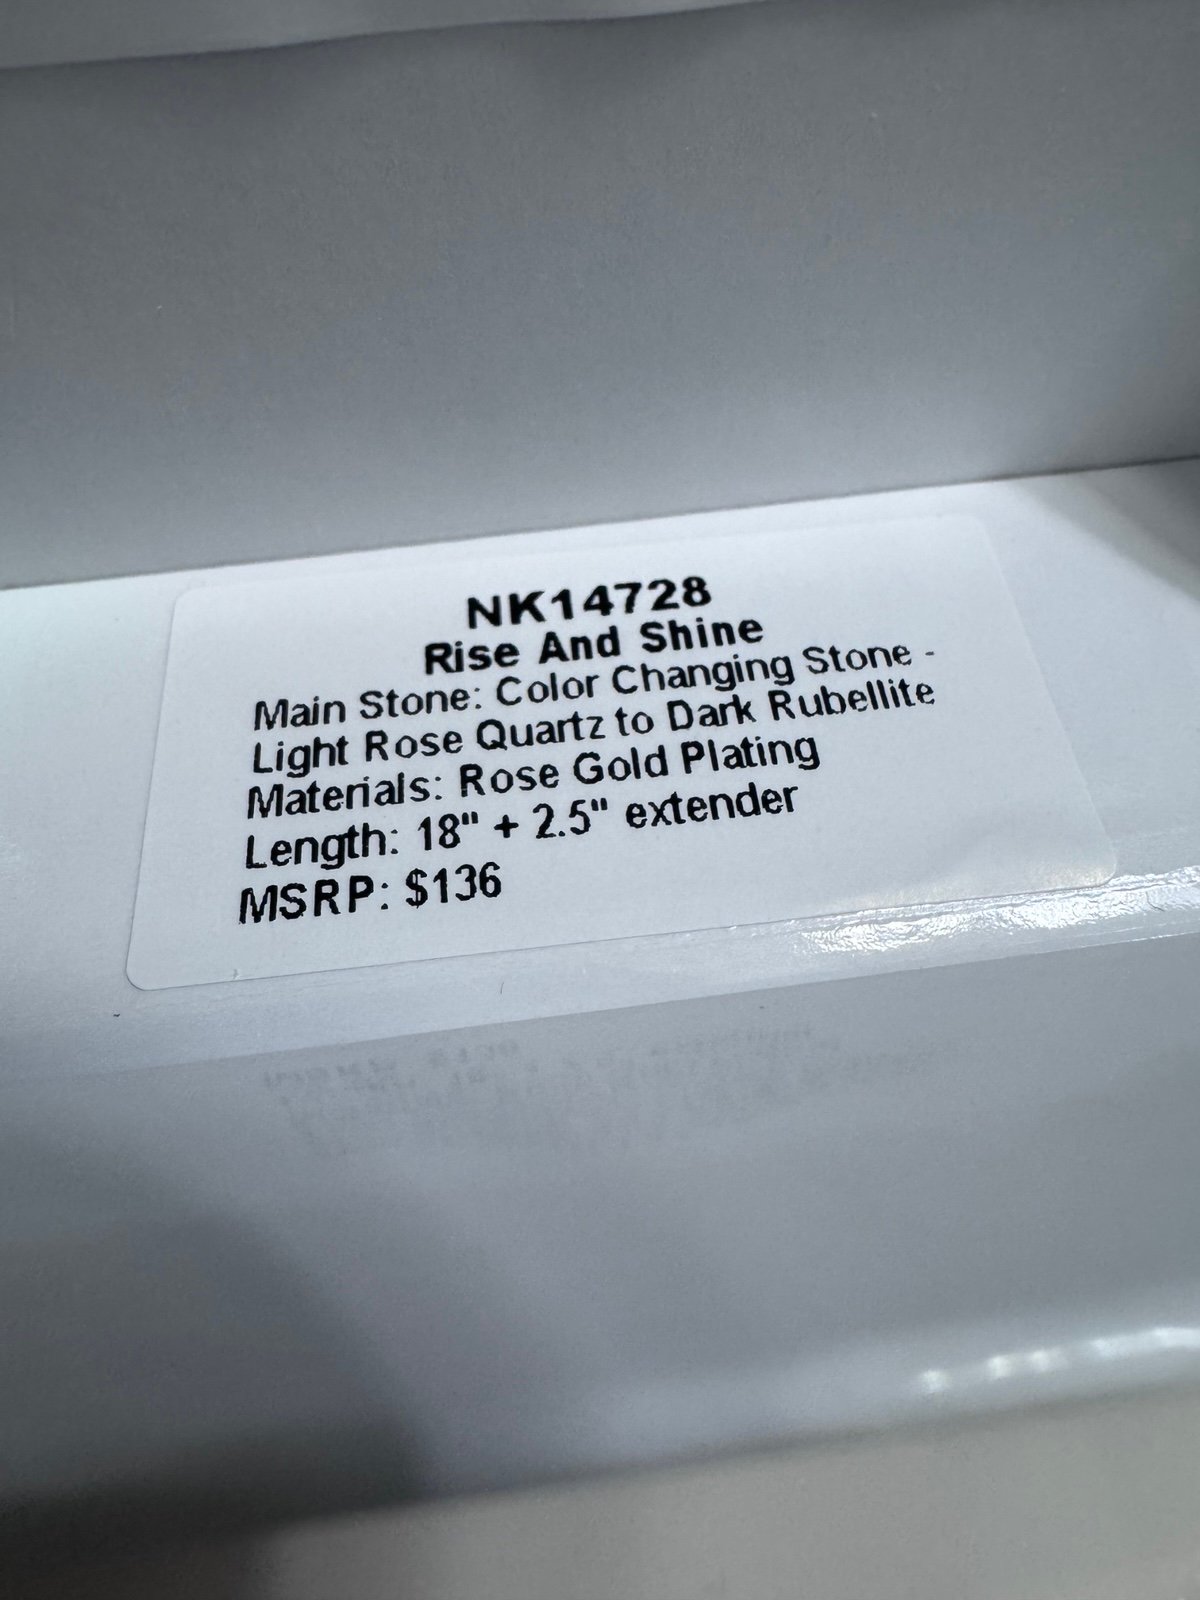 NK14728
Rise And Shine
Main Stone: Color Changing Stone -
Light Rose Quartz to Dark Rubellite
Materials: Rose Gold Plating
Length: 18" + 2.5" extender
MSRP: $136